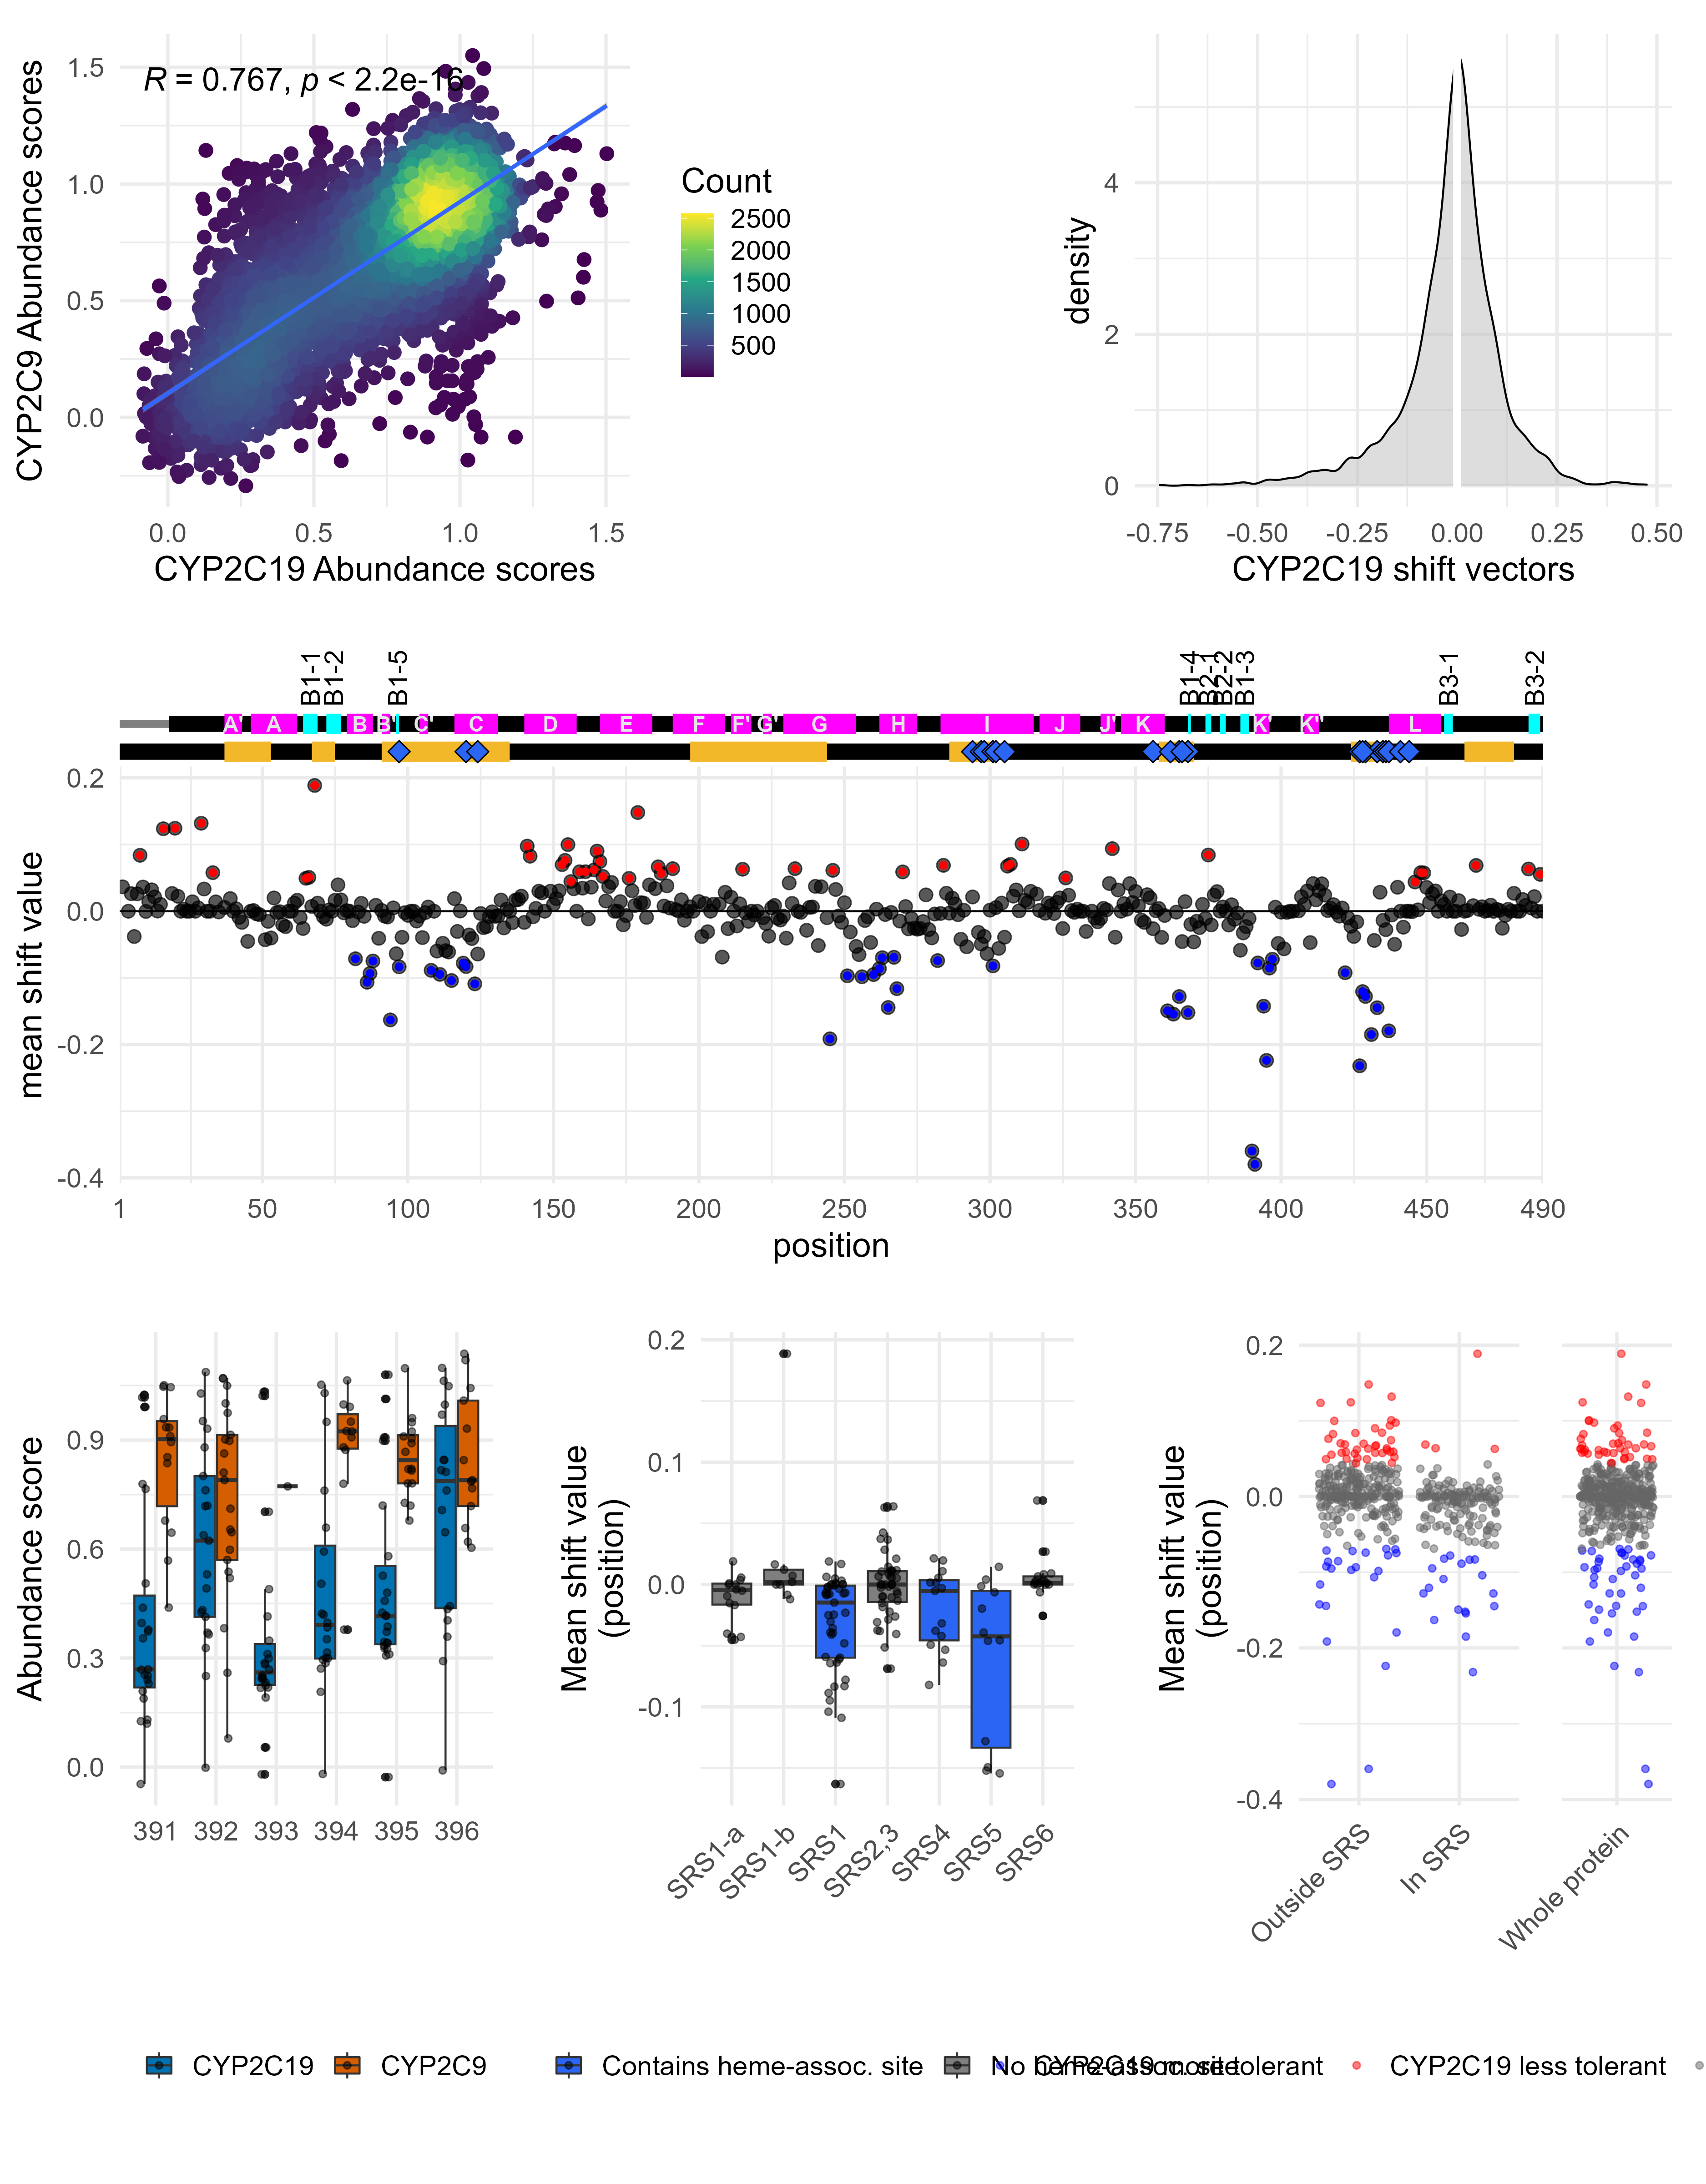 R = 0.767, p < 2.2e-16
1.5
1.0
0.5
0.0
CYP2C9 Abundance scores
0.0 0.5 1.0 1.5
CYP2C19 Abundance scores
Count
2500
2000
1500
1000
500
density
4
2
0
-0.75 -0.50 -0.25 0.00 0.25 0.50
CYP2C19 shift vectors
B1-1 B1-2 B1-5 B1-4 B2-1 B2-2 B1-3 B3-1 B3-2
A' A B B' C' C D E F F' G' G H I J J' K K' K" L
mean shift value
0.2
0.0
-0.2
-0.4
1 50 100 150 200 250 300 350 400 450 490
position
Abundance score
0.9
0.6
0.3
0.0
391 392 393 394 395 396
Mean shift value
(position)
0.2
0.1
0.0
-0.1
SRS1-a SRS1-b SRS1 SRS2,3 SRS4 SRS5 SRS6
Mean shift value
(position)
0.2
0.0
-0.2
-0.4
Outside SRS In SRS Whole protein
CYP2C19 CYP2C9 Contains heme-assoc. site No heme-assoc. site CYP2C19 more tolerant CYP2C19 less tolerant